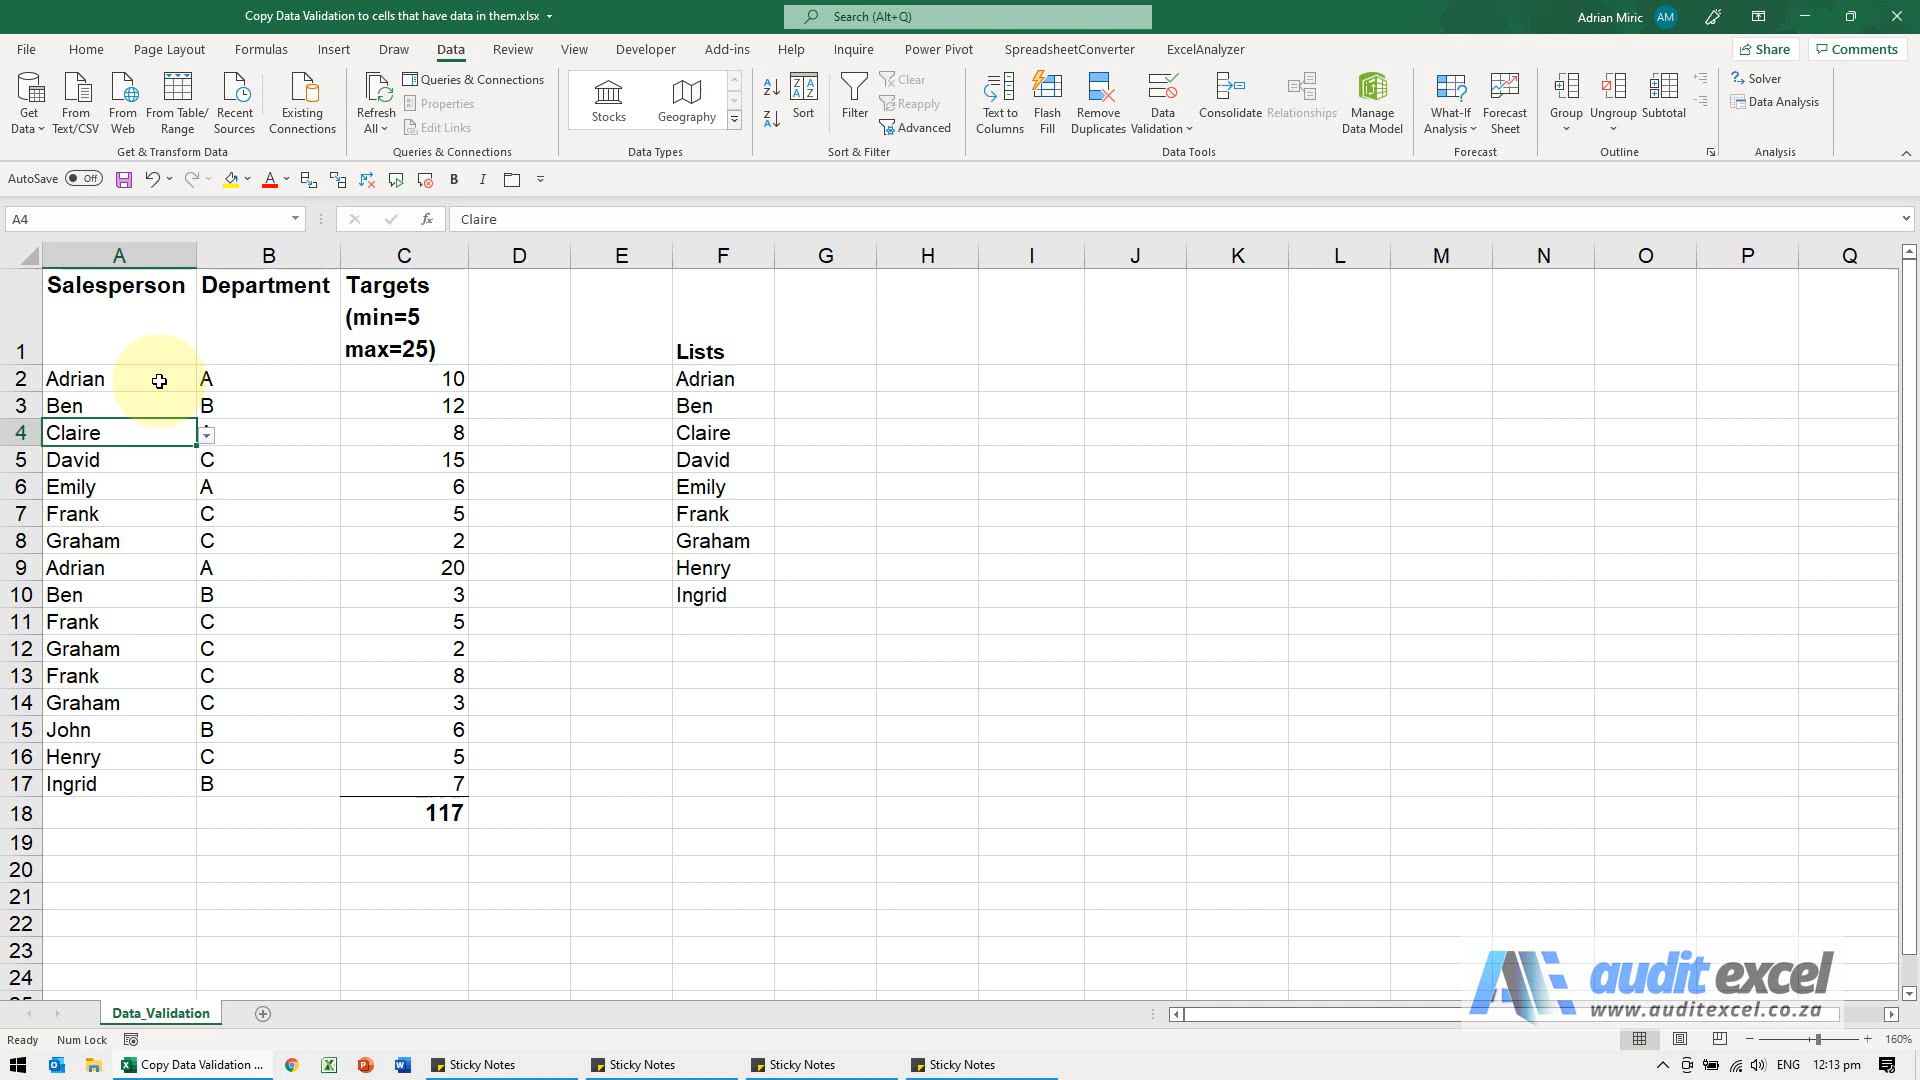 Copy Data Validation to cells that have data in them.xlsx
Search (Alt+Q)
Adrian Miric AM
File Home Page Layout Formulas Insert Draw Data Review View Developer Add-ins Help Inquire Power Pivot SpreadsheetConverter ExcelAnalyzer Share Comments
Get Data From Text/CSV From Web From Table/ Range Recent Sources Existing Connections
Get & Transform Data
Refresh All Queries & Connections Properties Edit Links
Queries & Connections
Stocks Geography
Data Types
Sort Filter Clear Reapply Advanced
Sort & Filter
Text to Columns Flash Fill Remove Duplicates Data Validation Consolidate Relationships Manage Data Model
Data Tools
What-If Analysis Forecast Sheet
Forecast
Group Ungroup Subtotal
Outline
Solver Data Analysis
Analysis
AutoSave Off B I
A4 fx Claire
A B C D E F G H I J K L M N O P Q
Salesperson Department Targets
(min=5
1 max=25) Lists
2 Adrian A 10 Adrian
3 Ben B 12 Ben
4 Claire 8 Claire
5 David C 15 David
6 Emily A 6 Emily
7 Frank C 5 Frank
8 Graham C 2 Graham
9 Adrian A 20 Henry
10 Ben B 3 Ingrid
11 Frank C 5
12 Graham C 2
13 Frank C 8
14 Graham C 3
15 John B 6
16 Henry C 5
17 Ingrid B 7
18 117
19
20
21
22
23
24
audit excel
www.auditexcel.co.za
Data_Validation
Ready Num Lock 160%
Copy Data Validation ... Sticky Notes Sticky Notes Sticky Notes Sticky Notes ENG 12:13 pm